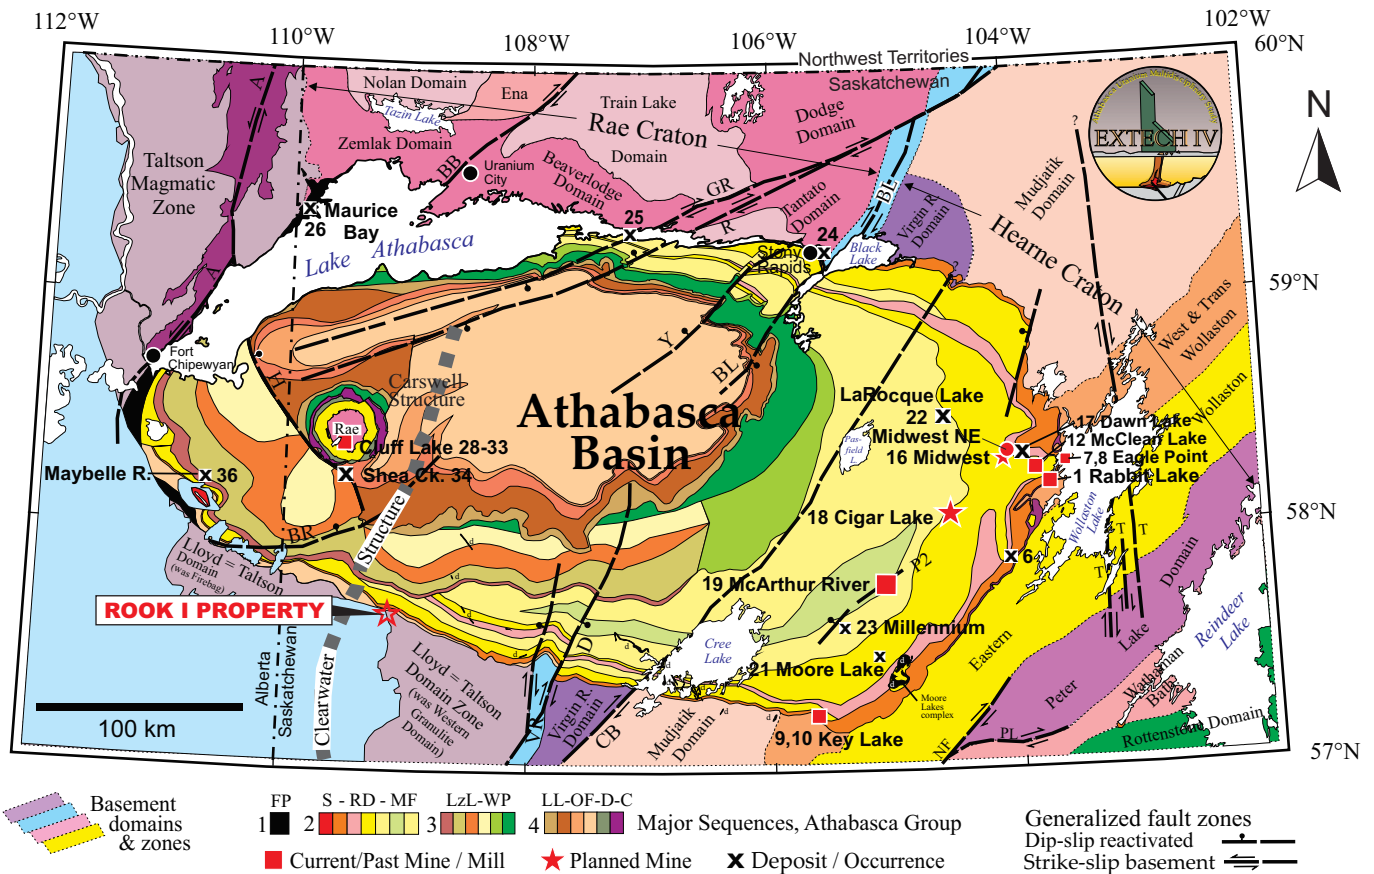 112°W
110°W
108°W
106°W
104°W
102°W
60°N
59°N
58°N
57°N
Northwest Territories
Saskatchewan
N
EXTECH IV
Nolan Domain
Ena
Tazin Lake
Zemlak Domain
Train Lake
Domain
Rae Craton
Dodge
Domain
Taltson
Magmatic
Zone
A
A
BB
Uranium
City
Beaverlodge
Domain
GR
R
Tantato
Domain
BL
Virgin R.
Domain
Mudjatik
Domain
?
?
Hearne Craton
Maurice
Bay
26
25
24
Lake Athabasca
Stony
Rapids
Black
Lake
West & Trans
Wollaston
Wollaston
Fort
Chipewyan
Y
BL
Carswell
Structure
Rae
Athabasca
Basin
Cluff Lake 28-33
Shea Ck. 34
Maybelle R.
36
BR
LaRocque Lake
22
Midwest NE
16 Midwest
17 Dawn Lake
12 McClean Lake
7,8 Eagle Point
1 Rabbit Lake
Pas-
field
L.
18 Cigar Lake
Wollaston
Lake
6
T
T
T
19 McArthur River
P2
23 Millennium
21 Moore Lake
Moore
Lakes
complex
Cree
Lake
9,10 Key Lake
Lloyd = Taltson
Domain
(was Firebag)
ROOK I PROPERTY
Clearwater
Structure
Alberta
Saskatchewan
Lloyd = Taltson
Domain Zone
(was Western
Granulite
Domain)
D
VR
Virgin R.
Domain
CB
Mudjatik
Domain
d
d
d
d
d
d
d
Eastern
Domain
Peter
Lake
NF
PL
Wathaman
Bath.
Reindeer
Lake
Rottenstone Domain
100 km
Basement
domains
& zones
FP
S - RD - MF
LzL-WP
LL-OF-D-C
1
2
3
4
Major Sequences, Athabasca Group
Current/Past Mine / Mill
Planned Mine
x Deposit / Occurrence
Generalized fault zones
Dip-slip reactivated
Strike-slip basement